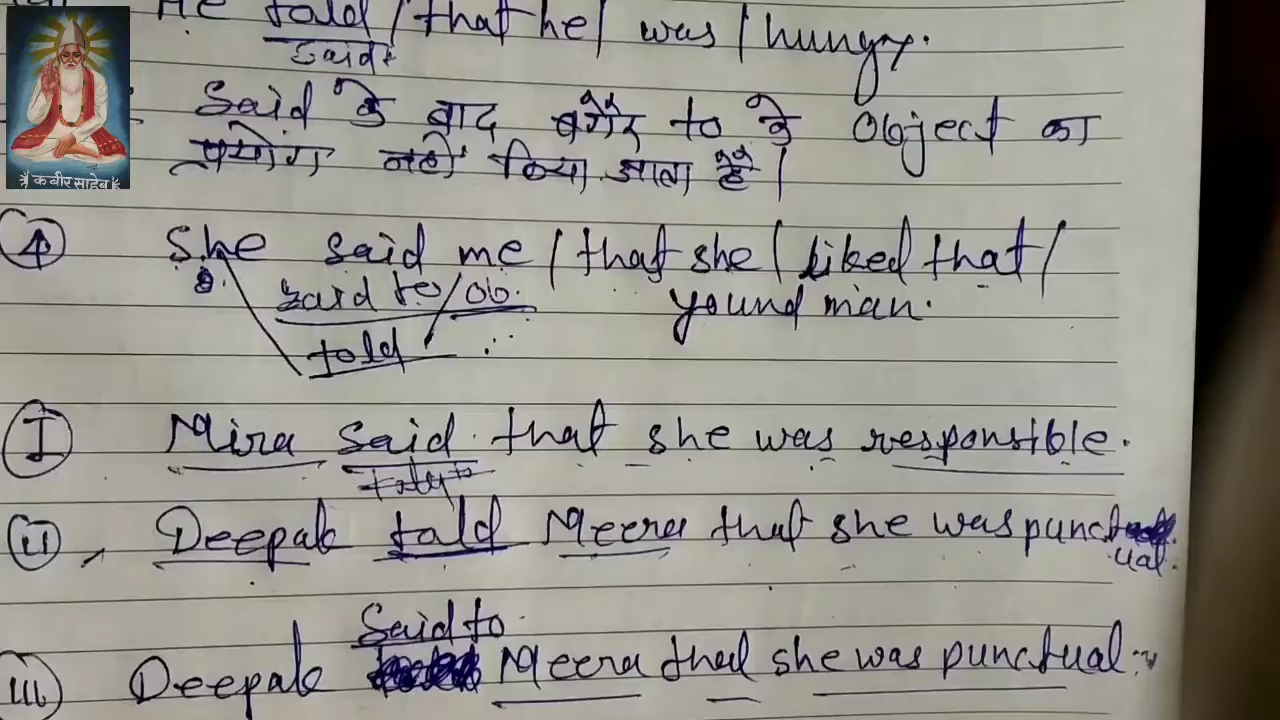 He told / that he / was / hungry.
said
Said के बाद बगैर to के object का
प्रयोग नहीं किया जाता है |
कबीर साहेब
4 She said me / that she / liked that /
S. said to / ob. young man.
told
I Mira said that she was responsible.
II Deepak told Meera that she was punctual.
Said to
III Deepak Meera that she was punctual.